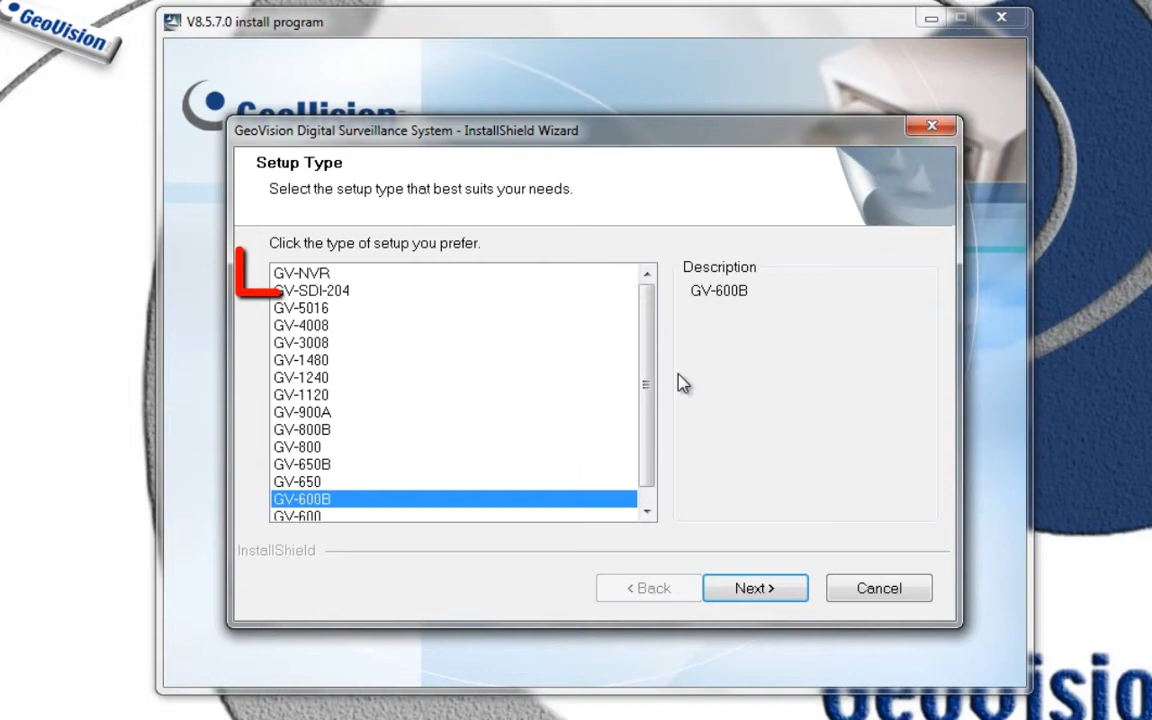 GeoVision
V8.5.7.0 install program
GeoVision
GeoVision Digital Surveillance System - InstallShield Wizard
Setup Type
Select the setup type that best suits your needs.
Click the type of setup you prefer.
GV-NVR
GV-SDI-204
GV-5016
GV-4008
GV-3008
GV-1480
GV-1240
GV-1120
GV-900A
GV-800B
GV-800
GV-650B
GV-650
GV-600B
GV-600
Description
GV-600B
InstallShield
< Back
Next >
Cancel
GeoVisio